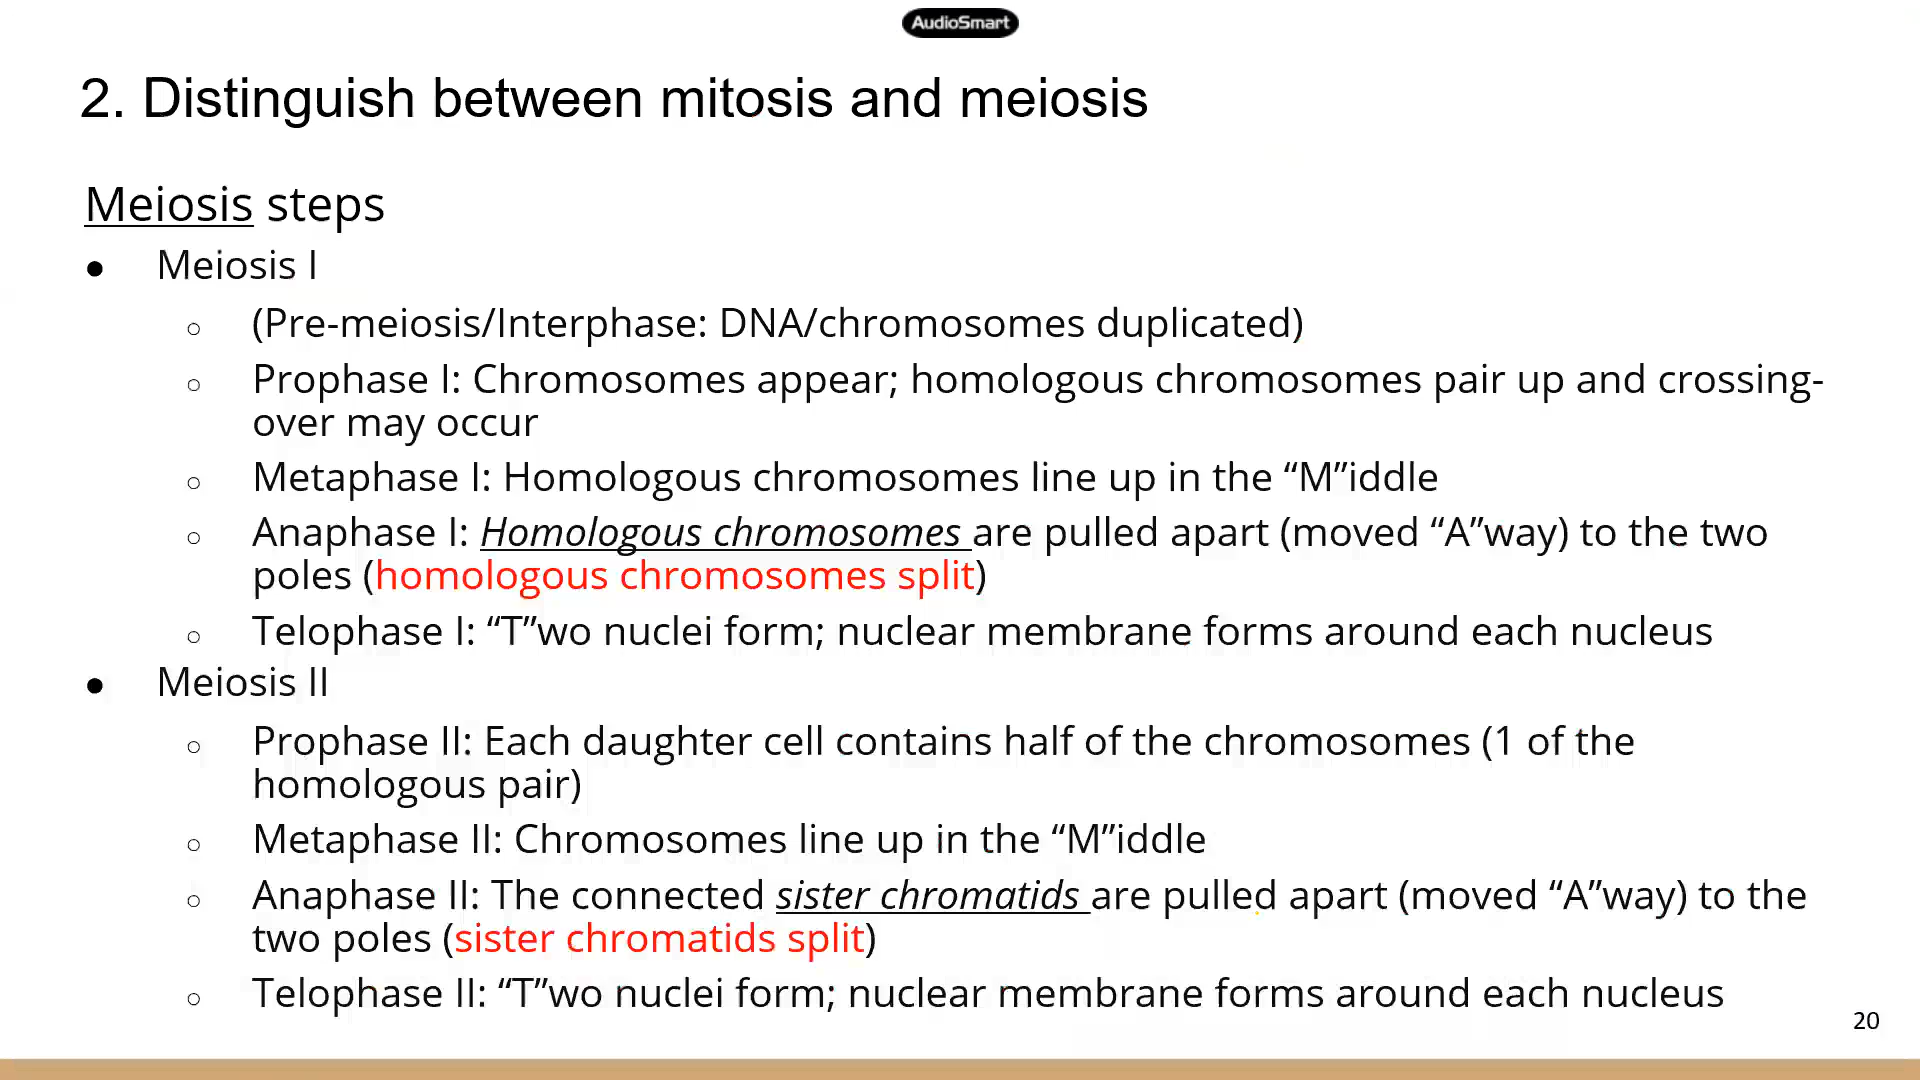 AudioSmart
2. Distinguish between mitosis and meiosis
Meiosis steps
● Meiosis I
○ (Pre-meiosis/Interphase: DNA/chromosomes duplicated)
○ Prophase I: Chromosomes appear; homologous chromosomes pair up and crossing-
over may occur
○ Metaphase I: Homologous chromosomes line up in the “M”iddle
○ Anaphase I: Homologous chromosomes are pulled apart (moved “A”way) to the two
poles (homologous chromosomes split)
○ Telophase I: “T”wo nuclei form; nuclear membrane forms around each nucleus
● Meiosis II
○ Prophase II: Each daughter cell contains half of the chromosomes (1 of the
homologous pair)
○ Metaphase II: Chromosomes line up in the “M”iddle
○ Anaphase II: The connected sister chromatids are pulled apart (moved “A”way) to the
two poles (sister chromatids split)
○ Telophase II: “T”wo nuclei form; nuclear membrane forms around each nucleus
20